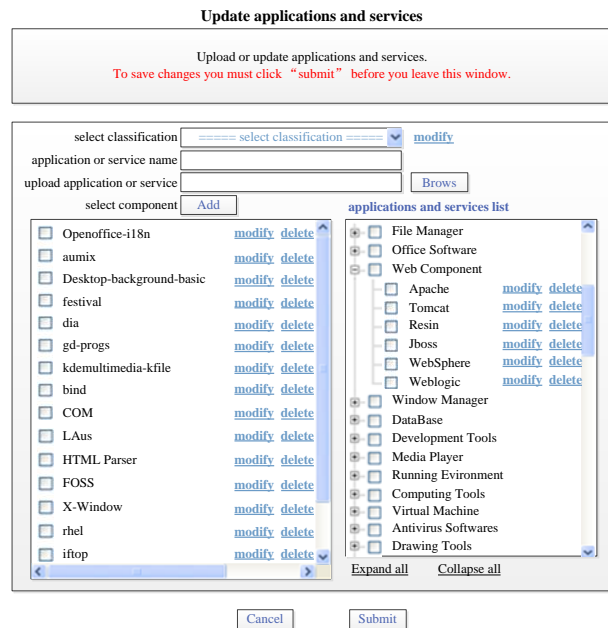 Update applications and services
Upload or update applications and services.
To save changes you must click “submit” before you leave this window.
select classification ===== select classification ===== modify
application or service name
upload application or service Brows
select component Add
applications and services list
Openoffice-i18n modify delete
aumix modify delete
Desktop-background-basic modify delete
festival modify delete
dia modify delete
gd-progs modify delete
kdemultimedia-kfile modify delete
bind modify delete
COM modify delete
LAus modify delete
HTML Parser modify delete
FOSS modify delete
X-Window modify delete
rhel modify delete
iftop modify delete
File Manager
Office Software
Web Component
Apache modify delete
Tomcat modify delete
Resin modify delete
Jboss modify delete
WebSphere modify delete
Weblogic modify delete
Window Manager
DataBase
Development Tools
Media Player
Running Evironment
Computing Tools
Virtual Machine
Antivirus Softwares
Drawing Tools
Expand all Collapse all
Cancel Submit